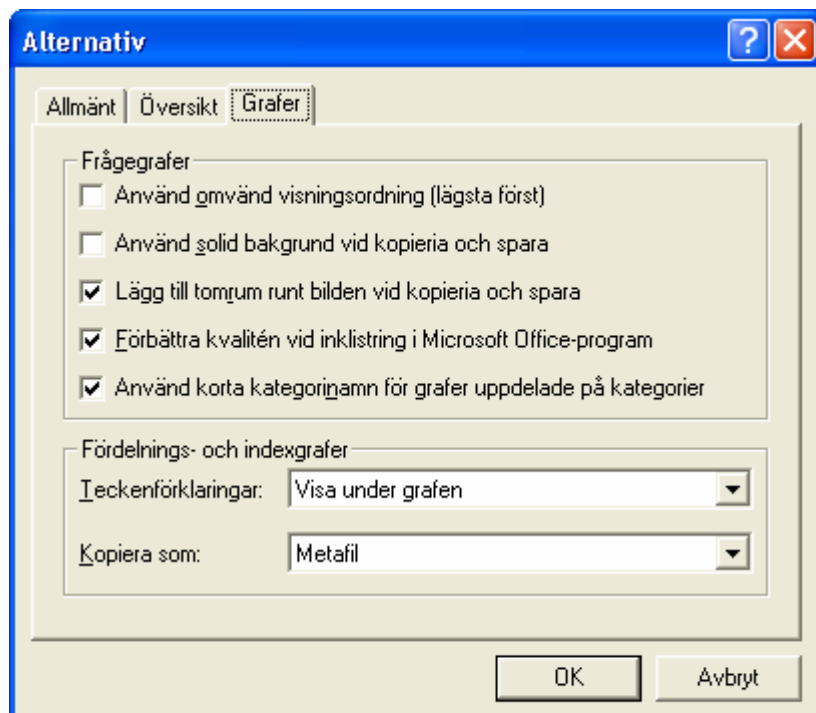 Alternativ
Allmänt Översikt Grafer
Frågegrafer
Använd omvänd visningsordning (lägsta först)
Använd solid bakgrund vid kopieria och spara
Lägg till tomrum runt bilden vid kopieria och spara
Förbättra kvalitén vid inklistring i Microsoft Office-program
Använd korta kategorinamn för grafer uppdelade på kategorier
Fördelnings- och indexgrafer
Teckenförklaringar: Visa under grafen
Kopiera som: Metafil
OK Avbryt